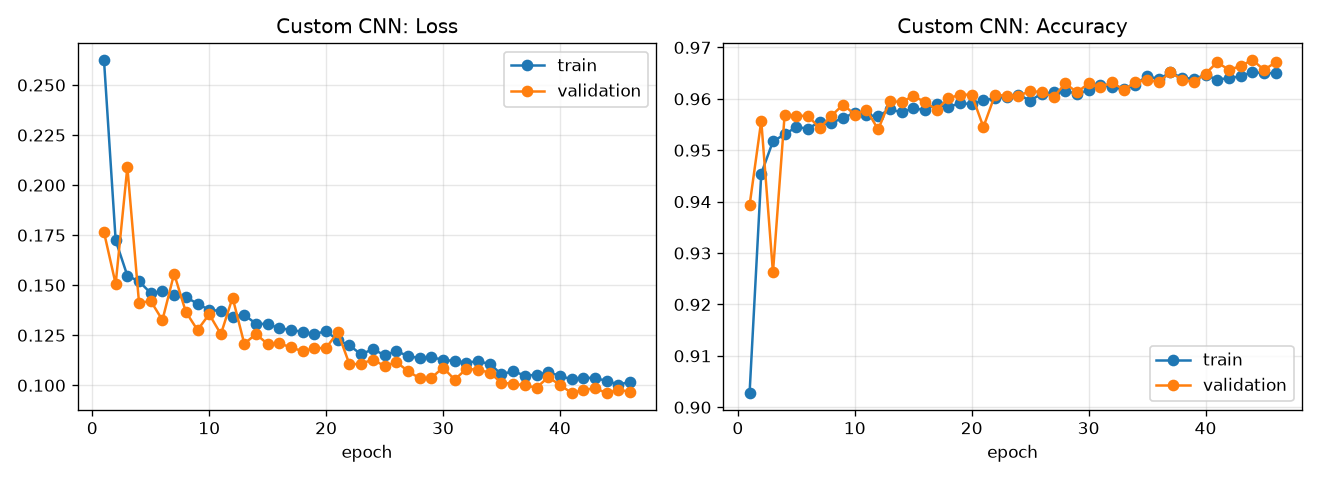 Custom CNN: Loss
0.250
0.225
0.200
0.175
0.150
0.125
0.100
0 10 20 30 40
epoch
train
validation
Custom CNN: Accuracy
0.97
0.96
0.95
0.94
0.93
0.92
0.91
0.90
0 10 20 30 40
epoch
train
validation